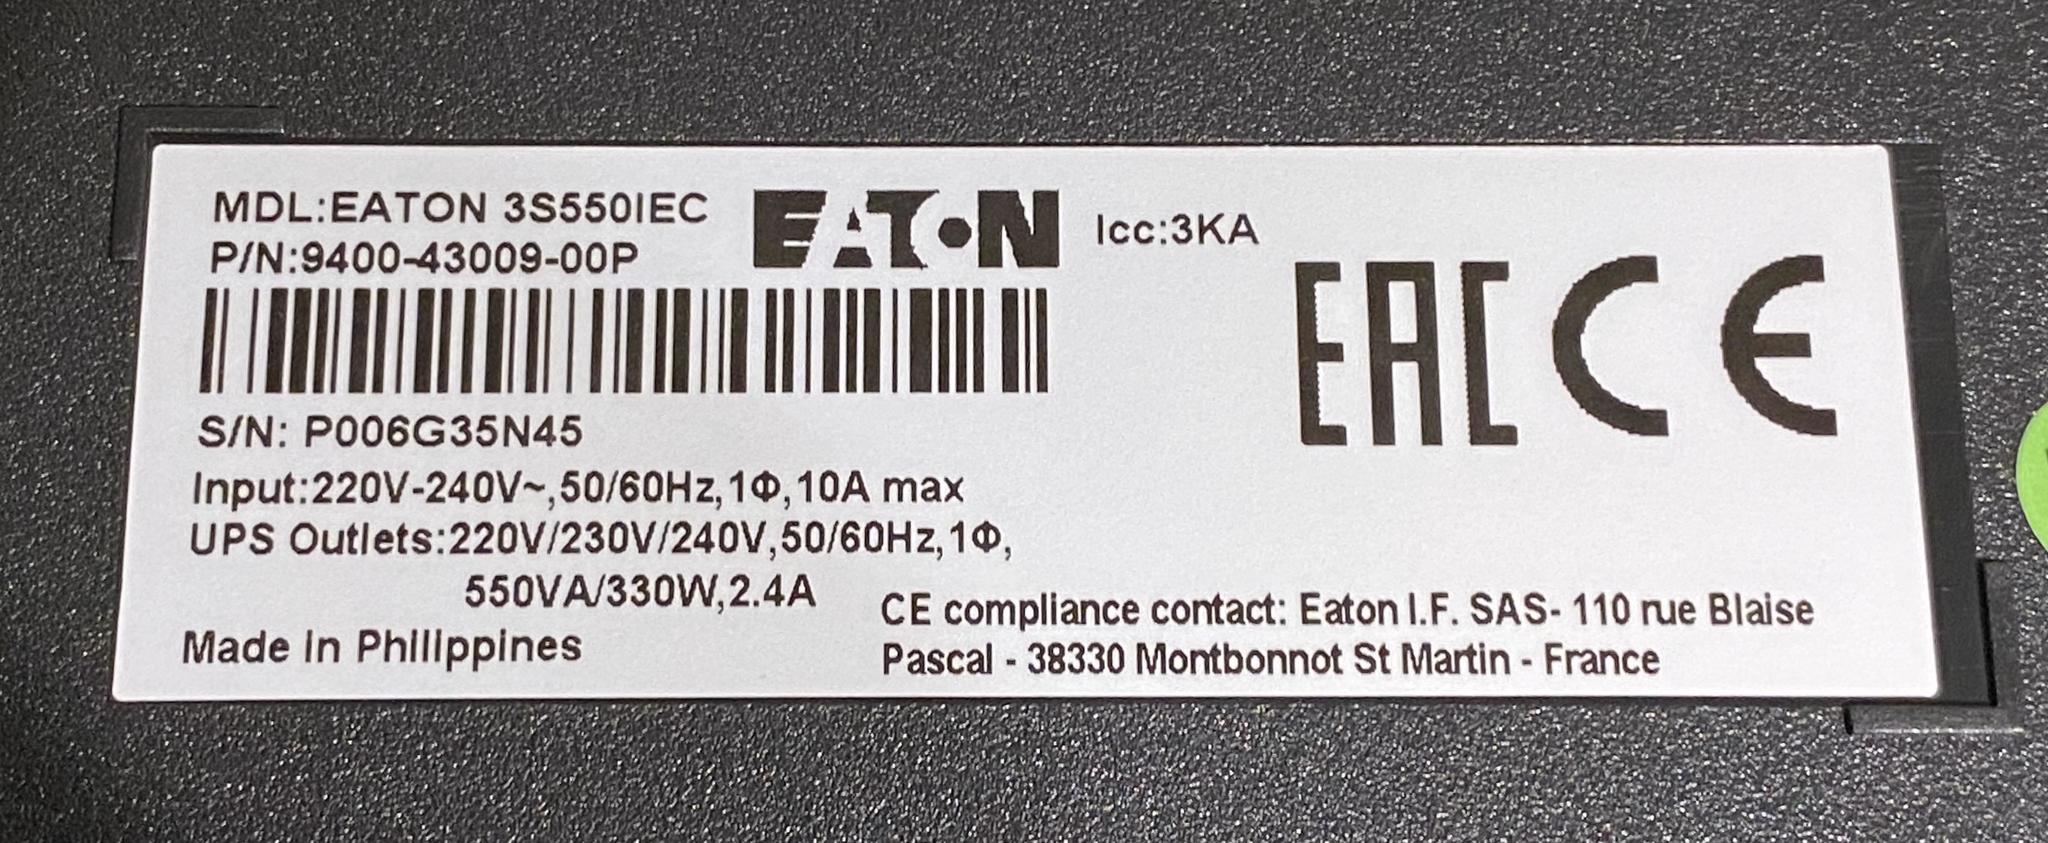 MDL:EATON 3S550IEC
P/N:9400-43009-00P
EATON
Icc:3KA
EAC CE
S/N: P006G35N45
Input:220V-240V~,50/60Hz,1Φ,10A max
UPS Outlets:220V/230V/240V,50/60Hz,1Φ,
550VA/330W,2.4A
Made in Philippines
CE compliance contact: Eaton I.F. SAS- 110 rue Blaise
Pascal - 38330 Montbonnot St Martin - France